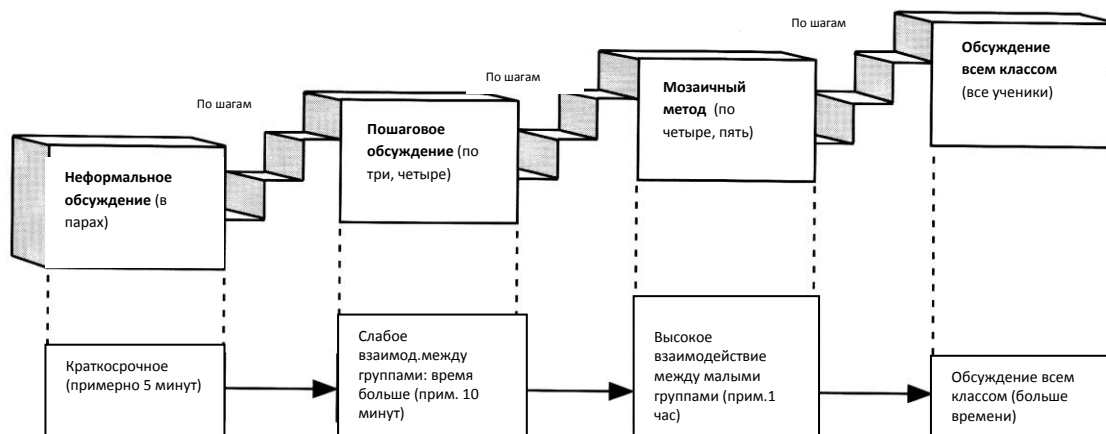 По шагам
Обсуждение
всем классом
(все ученики)
По шагам
Мозаичный
метод (по
четыре, пять)
По шагам
Пошаговое
обсуждение (по
три, четыре)
Неформальное
обсуждение (в
парах)
Краткосрочное
(примерно 5 минут)
Слабое
взаимод.между
группами: время
больше (прим. 10
минут)
Высокое
взаимодействие
между малыми
группами (прим.1
час)
Обсуждение всем
классом (больше
времени)